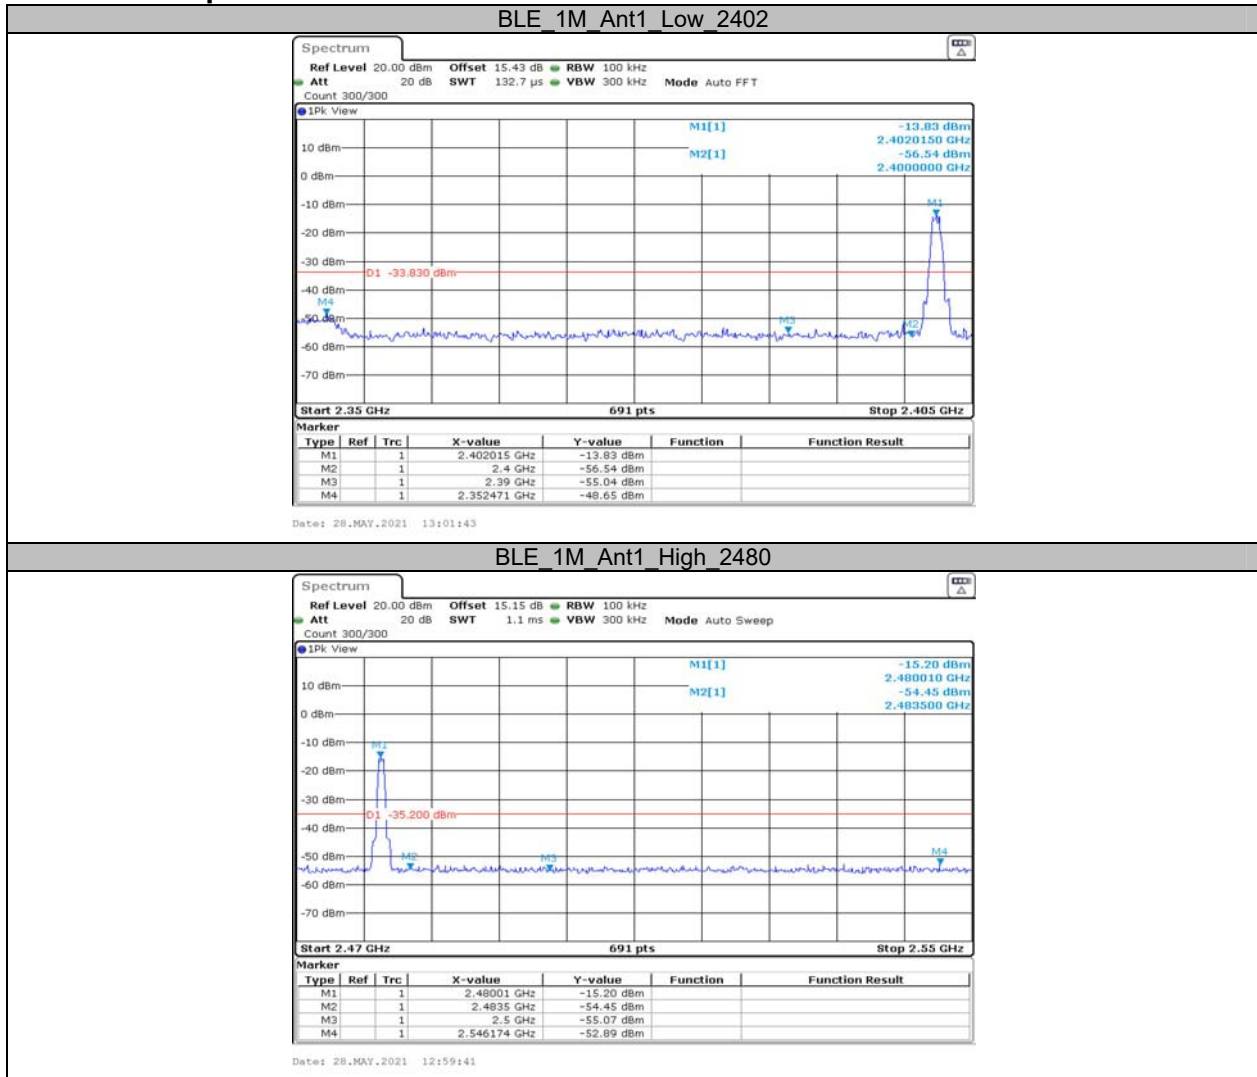 BLE_1M_Ant1_Low_2402
Spectrum
Ref Level 20.00 dBm Offset 15.43 dB RBW 100 kHz
Att 20 dB SWT 132.7 µs VBW 300 kHz Mode Auto FFT
Count 300/300
1Pk View
M1[1] -13.83 dBm
2.4020150 GHz
10 dBm
M2[1] -56.54 dBm
2.4000000 GHz
0 dBm
-10 dBm
M1
-20 dBm
-30 dBm
D1 -33.830 dBm
-40 dBm
M4
-50 dBm
M3
M2
-60 dBm
-70 dBm
Start 2.35 GHz 691 pts Stop 2.405 GHz
Marker
Type Ref Trc X-value Y-value Function Function Result
M1 1 2.402015 GHz -13.83 dBm
M2 1 2.4 GHz -56.54 dBm
M3 1 2.39 GHz -55.04 dBm
M4 1 2.352471 GHz -48.65 dBm
Date: 28.MAY.2021 13:01:43
BLE_1M_Ant1_High_2480
Spectrum
Ref Level 20.00 dBm Offset 15.15 dB RBW 100 kHz
Att 20 dB SWT 1.1 ms VBW 300 kHz Mode Auto Sweep
Count 300/300
1Pk View
M1[1] -15.20 dBm
2.480010 GHz
10 dBm
M2[1] -54.45 dBm
2.483500 GHz
0 dBm
-10 dBm
M1
-20 dBm
-30 dBm
D1 -35.200 dBm
-40 dBm
-50 dBm
M2
M3
M4
-60 dBm
-70 dBm
Start 2.47 GHz 691 pts Stop 2.55 GHz
Marker
Type Ref Trc X-value Y-value Function Function Result
M1 1 2.48001 GHz -15.20 dBm
M2 1 2.4835 GHz -54.45 dBm
M3 1 2.5 GHz -55.07 dBm
M4 1 2.546174 GHz -52.89 dBm
Date: 28.MAY.2021 12:59:41